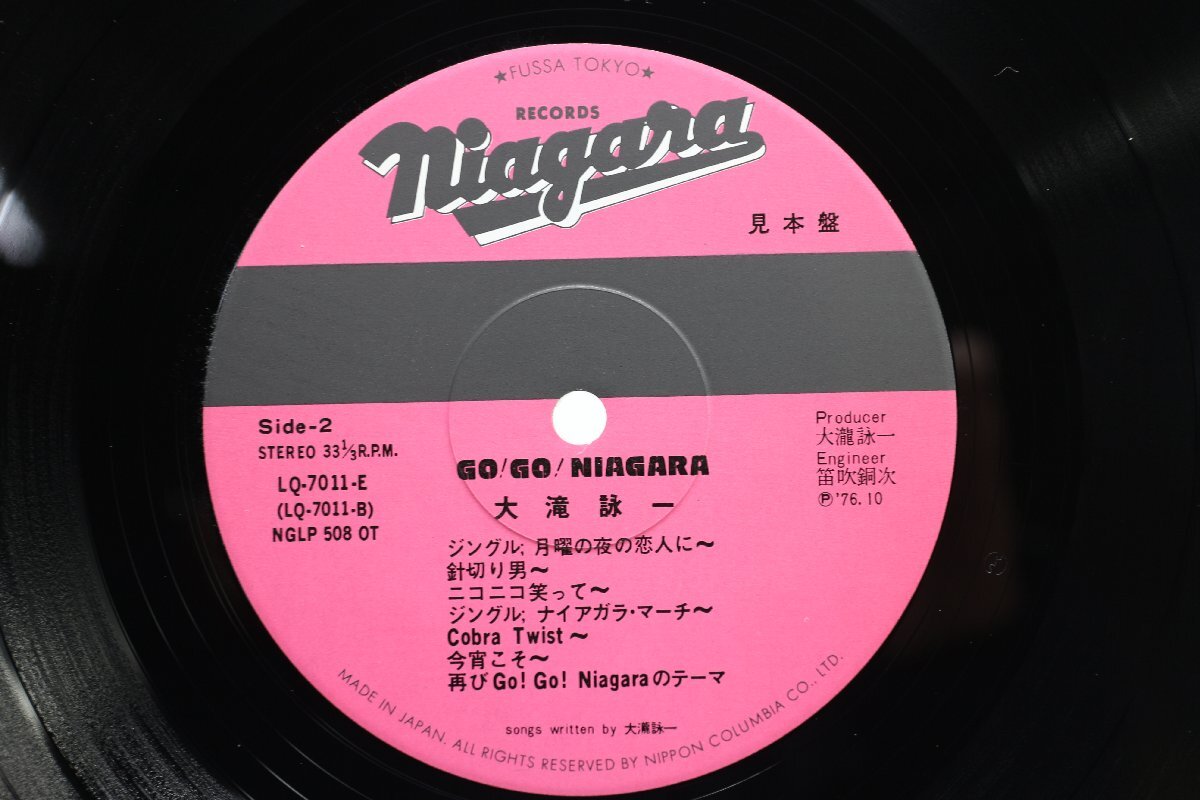 ★FUSSA TOKYO★
RECORDS
Niagara
見本盤
Side-2
STEREO 33⅓R.P.M.
LQ-7011-E
(LQ-7011-B)
NGLP 508 OT
Producer
大瀧詠一
Engineer
笛吹銅次
Ⓟ'76.10
GO! GO! NIAGARA
大滝詠一
ジングル; 月曜の夜の恋人に〜
針切り男〜
ニコニコ笑って〜
ジングル; ナイアガラ・マーチ〜
Cobra Twist〜
今宵こそ〜
再びGo! Go! Niagaraのテーマ
songs written by 大瀧詠一
MADE IN JAPAN. ALL RIGHTS RESERVED BY NIPPON COLUMBIA CO., LTD.